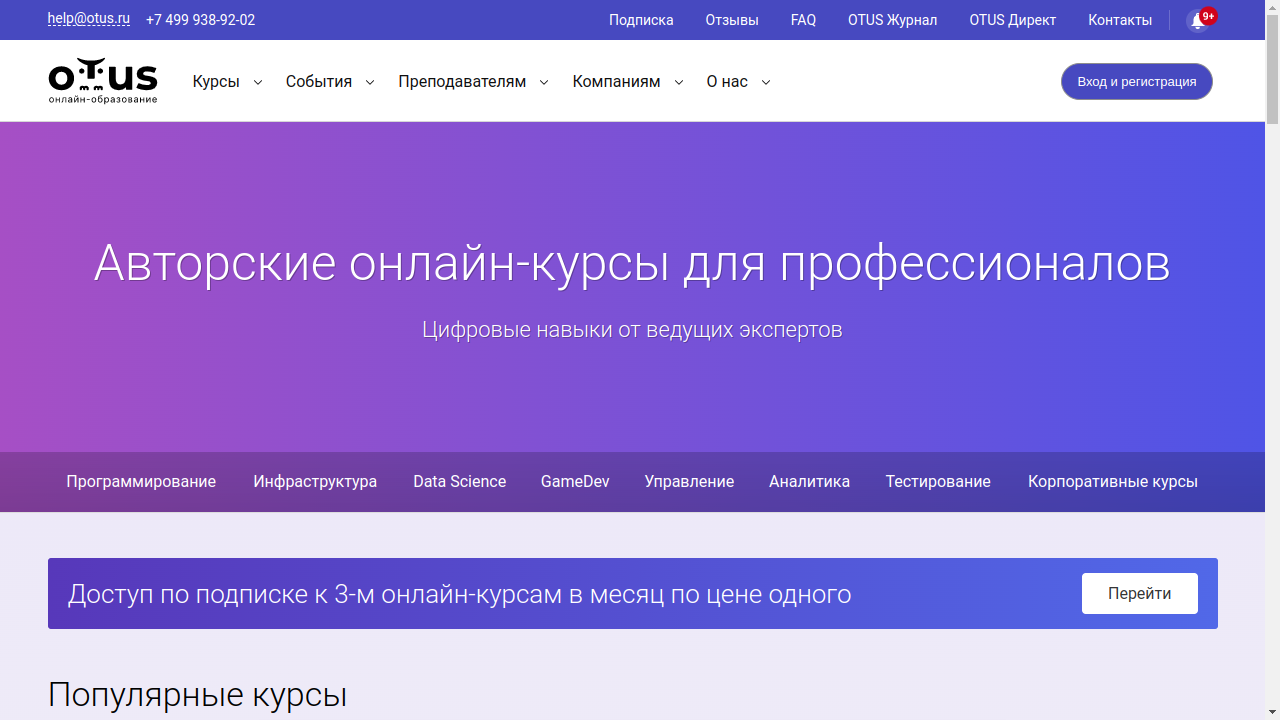 help@otus.ru +7 499 938-92-02 Подписка Отзывы FAQ OTUS Журнал OTUS Директ Контакты 9+
OTUS
онлайн-образование
Курсы События Преподавателям Компаниям О нас Вход и регистрация
Авторские онлайн-курсы для профессионалов
Цифровые навыки от ведущих экспертов
Программирование Инфраструктура Data Science GameDev Управление Аналитика Тестирование Корпоративные курсы
Доступ по подписке к 3-м онлайн-курсам в месяц по цене одного Перейти
Популярные курсы